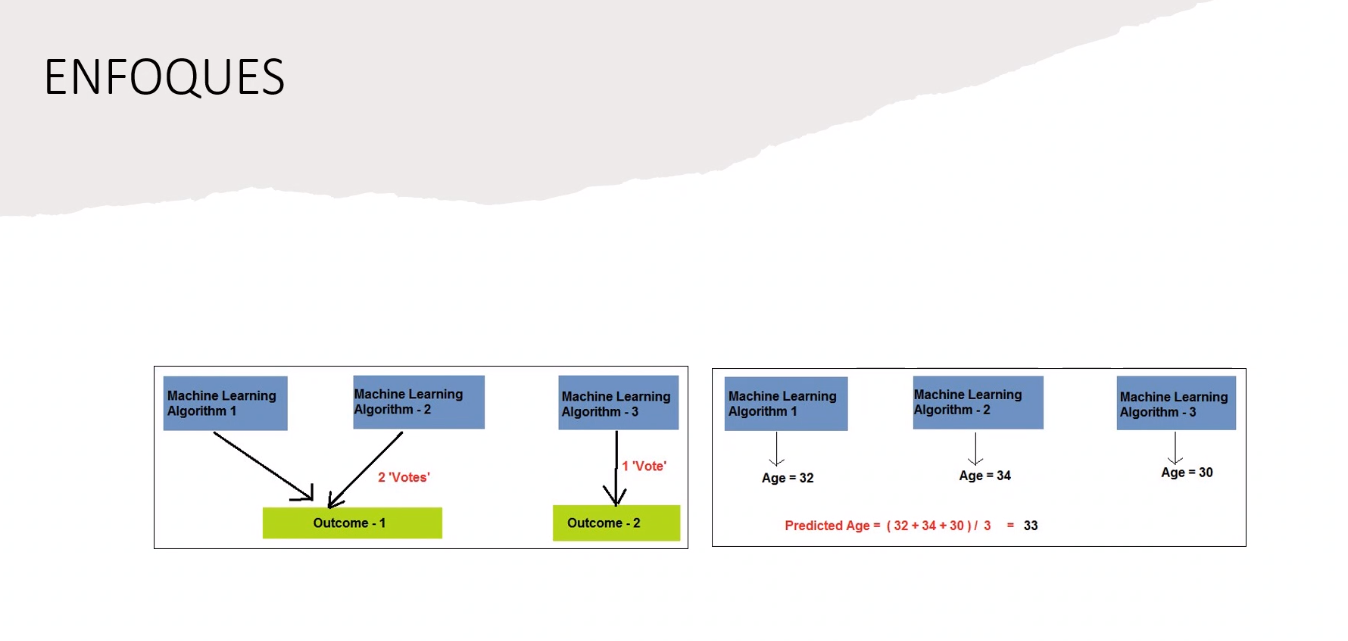 ENFOQUES
Machine Learning
Algorithm 1
Machine Learning
Algorithm - 2
Machine Learning
Algorithm - 3
2 'Votes'
1 'Vote'
Outcome - 1
Outcome - 2
Machine Learning
Algorithm 1
Machine Learning
Algorithm - 2
Machine Learning
Algorithm - 3
Age = 32
Age = 34
Age = 30
Predicted Age = ( 32 + 34 + 30 ) / 3 = 33